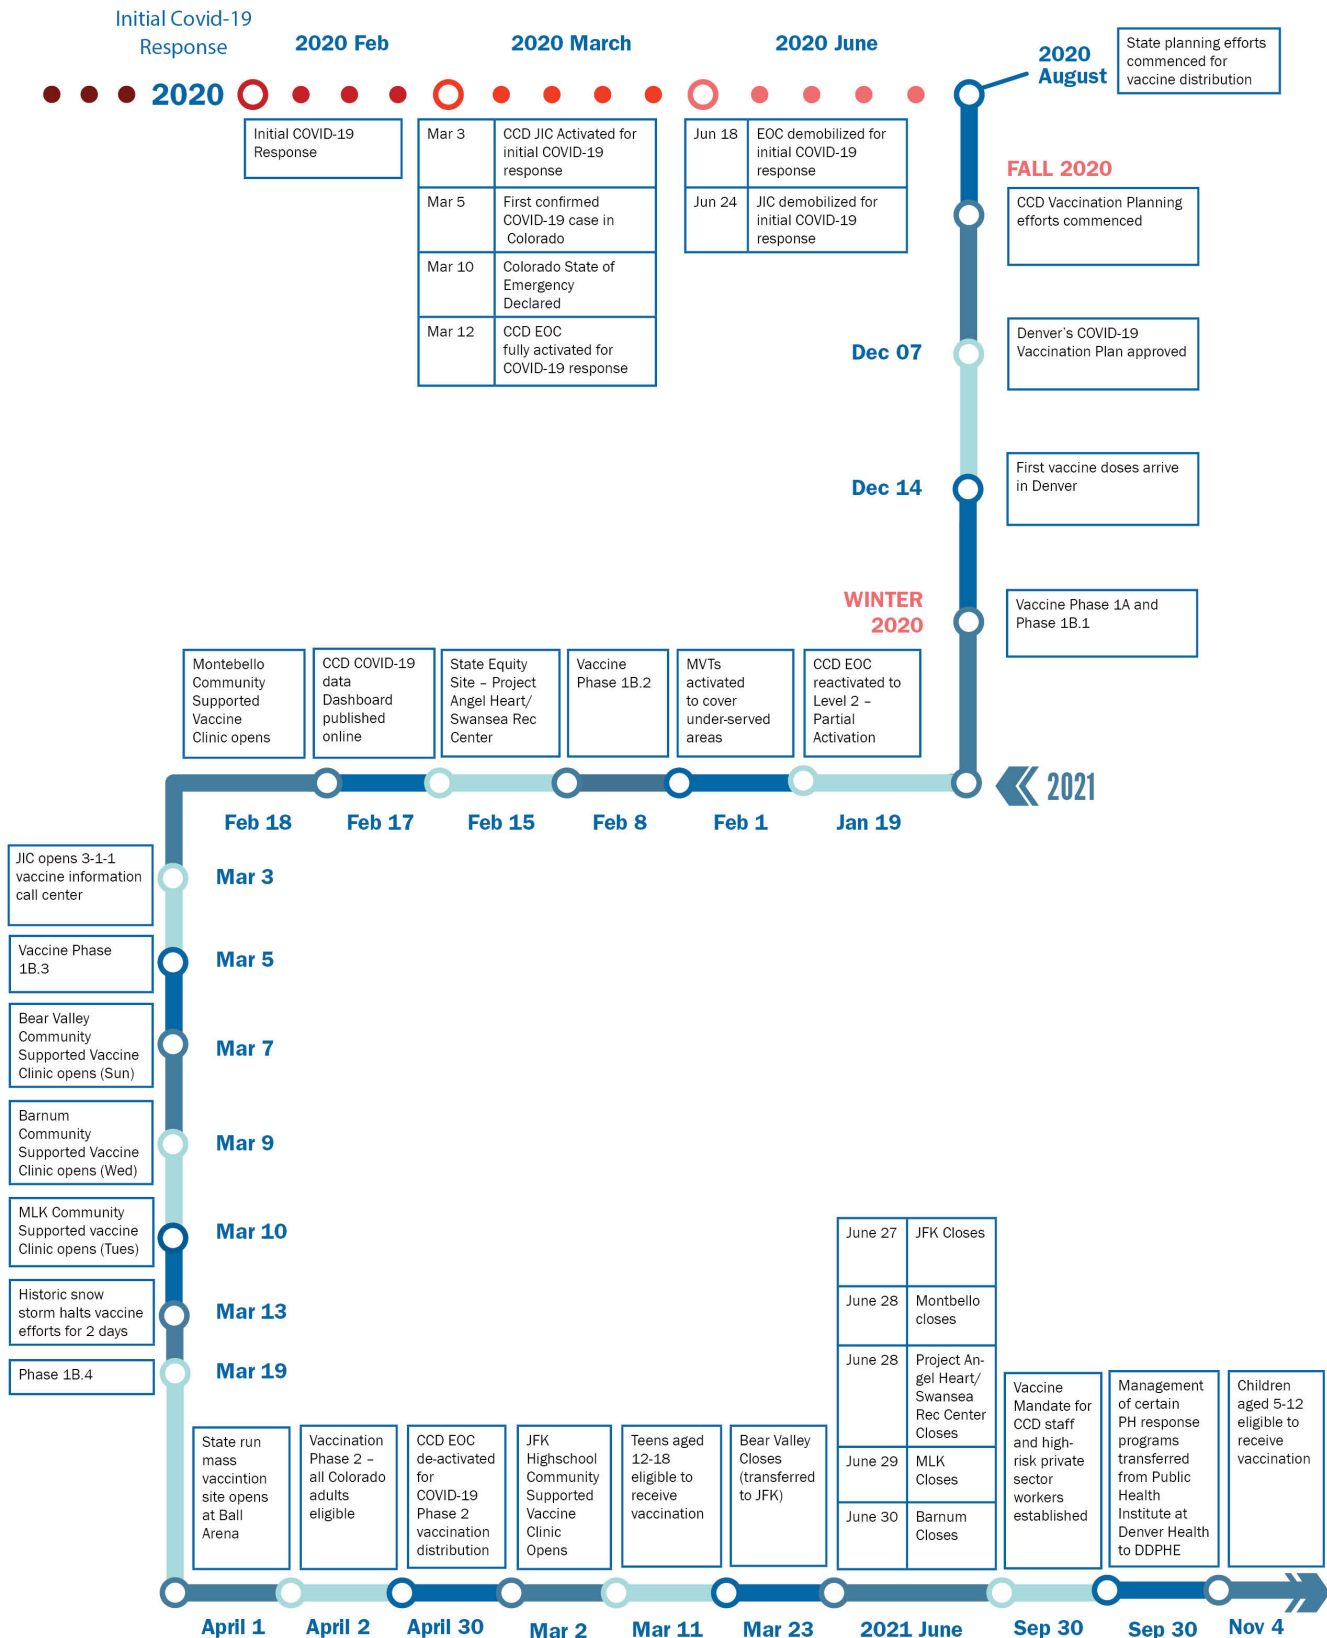 Initial Covid-19
Response
2020
2020 Feb
Initial COVID-19
Response
2020 March
Mar 3
CCD JIC Activated for
initial COVID-19
response
Mar 5
First confirmed
COVID-19 case in
Colorado
Mar 10
Colorado State of
Emergency
Declared
Mar 12
CCD EOC
fully activated for
COVID-19 response
2020 June
Jun 18
EOC demobilized for
initial COVID-19
response
Jun 24
JIC demobilized for
initial COVID-19
response
2020
August
State planning efforts
commenced for
vaccine distribution
FALL 2020
CCD Vaccination Planning
efforts commenced
Dec 07
Denver's COVID-19
Vaccination Plan approved
Dec 14
First vaccine doses arrive
in Denver
WINTER
2020
Vaccine Phase 1A and
Phase 1B.1
2021
CCD EOC
reactivated to
Level 2 –
Partial
Activation
Jan 19
MVTs
activated
to cover
under-served
areas
Feb 1
Vaccine
Phase 1B.2
Feb 8
State Equity
Site – Project
Angel Heart/
Swansea Rec
Center
Feb 15
CCD COVID-19
data
Dashboard
published
online
Feb 17
Montebello
Community
Supported
Vaccine
Clinic opens
Feb 18
JIC opens 3-1-1
vaccine information
call center
Mar 3
Vaccine Phase
1B.3
Mar 5
Bear Valley
Community
Supported Vaccine
Clinic opens (Sun)
Mar 7
Barnum
Community
Supported Vaccine
Clinic opens (Wed)
Mar 9
MLK Community
Supported vaccine
Clinic opens (Tues)
Mar 10
Historic snow
storm halts vaccine
efforts for 2 days
Mar 13
Phase 1B.4
Mar 19
State run
mass
vaccintion
site opens
at Ball
Arena
April 1
Vaccination
Phase 2 –
all Colorado
adults
eligible
April 2
CCD EOC
de-activated
for
COVID-19
Phase 2
vaccination
distribution
April 30
JFK
Highschool
Community
Supported
Vaccine
Clinic
Opens
Mar 2
Teens aged
12-18
eligible to
receive
vaccination
Mar 11
Bear Valley
Closes
(transferred
to JFK)
Mar 23
June 27
JFK Closes
June 28
Montbello
closes
June 28
Project An-
gel Heart/
Swansea
Rec Center
Closes
June 29
MLK
Closes
June 30
Barnum
Closes
2021 June
Vaccine
Mandate for
CCD staff
and high-
risk private
sector
workers
established
Sep 30
Management
of certain
PH response
programs
transferred
from Public
Health
Institute at
Denver Health
to DDPHE
Sep 30
Children
aged 5-12
eligible to
receive
vaccination
Nov 4